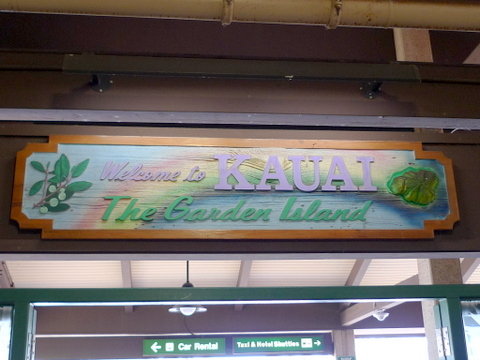 Welcome to KAUAI
The Garden Island
Car Rental
Taxi & Hotel Shuttles